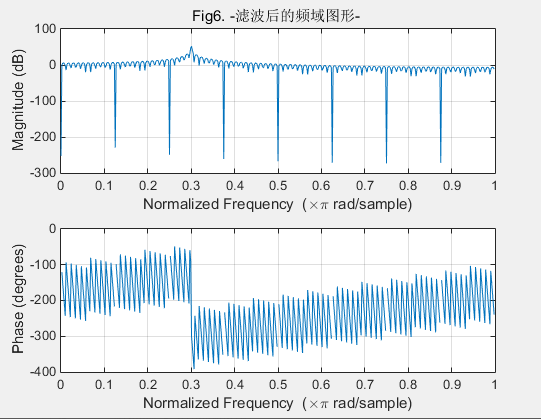 Fig6. -滤波后的频域图形-
100
0
-100
-200
-300
Magnitude (dB)
0 0.1 0.2 0.3 0.4 0.5 0.6 0.7 0.8 0.9 1
Normalized Frequency (×π rad/sample)
0
-100
-200
-300
-400
Phase (degrees)
0 0.1 0.2 0.3 0.4 0.5 0.6 0.7 0.8 0.9 1
Normalized Frequency (×π rad/sample)